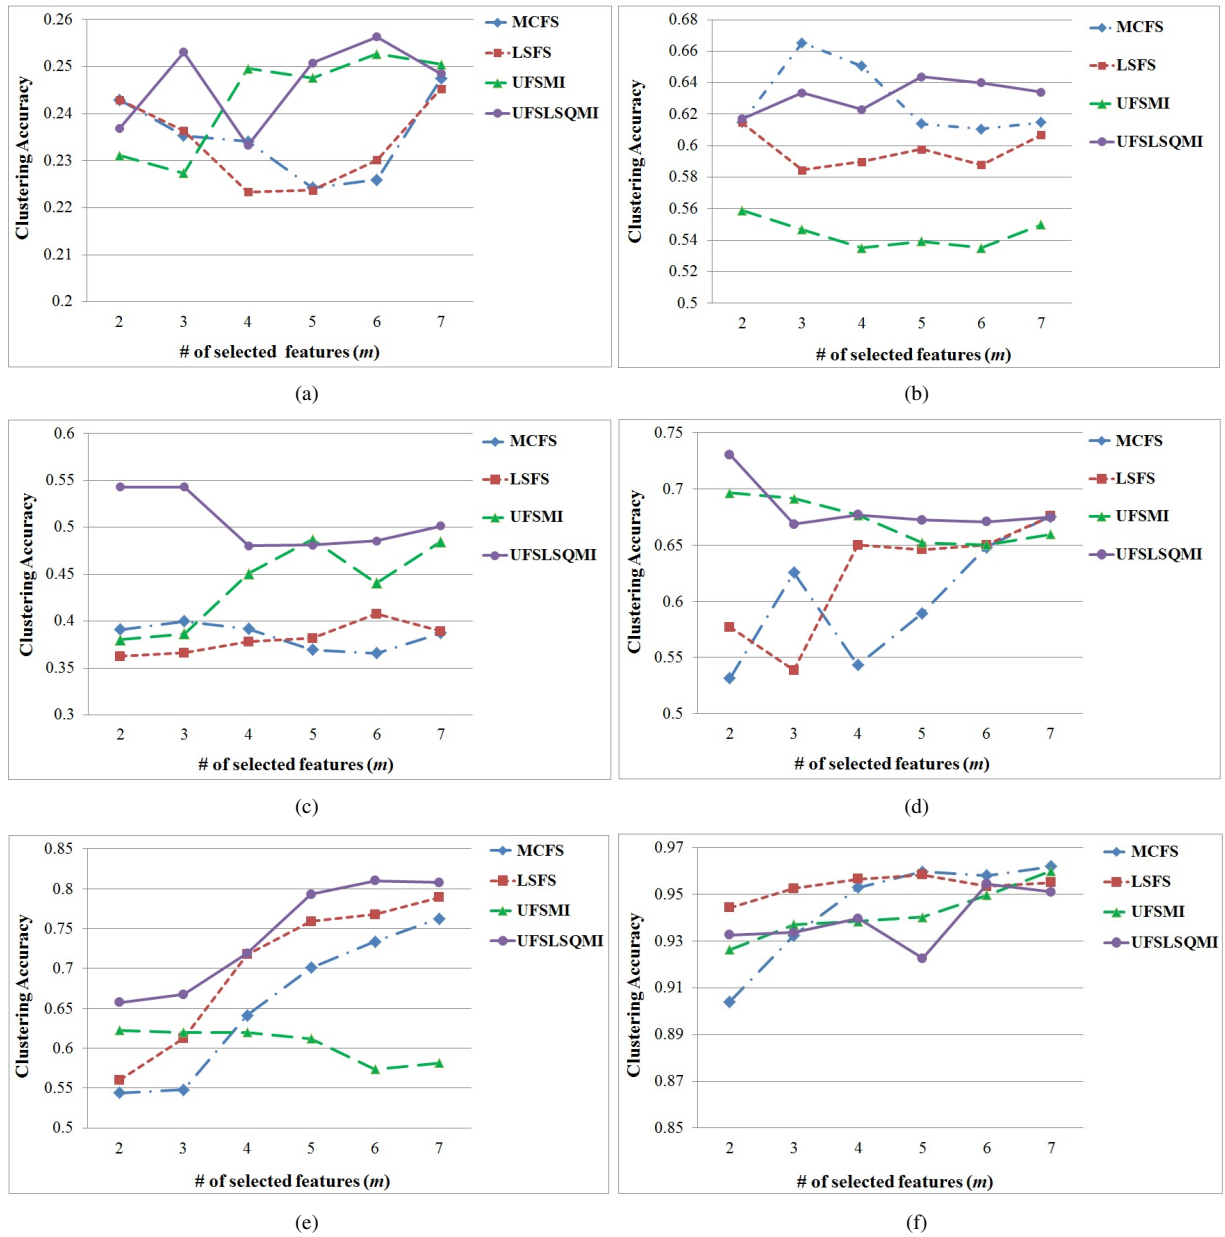 0.26
0.25
0.24
0.23
0.22
0.21
0.2
Clustering Accuracy
2 3 4 5 6 7
# of selected features (m)
MCFS
LSFS
UFSMI
UFSLSQMI
(a)
0.68
0.66
0.64
0.62
0.6
0.58
0.56
0.54
0.52
0.5
Clustering Accuracy
2 3 4 5 6 7
# of selected features (m)
MCFS
LSFS
UFSMI
UFSLSQMI
(b)
0.6
0.55
0.5
0.45
0.4
0.35
0.3
Clustering Accuracy
2 3 4 5 6 7
# of selected features (m)
MCFS
LSFS
UFSMI
UFSLSQMI
(c)
0.75
0.7
0.65
0.6
0.55
0.5
Clustering Accuracy
2 3 4 5 6 7
# of selected features (m)
MCFS
LSFS
UFSMI
UFSLSQMI
(d)
0.85
0.8
0.75
0.7
0.65
0.6
0.55
0.5
Clustering Accuracy
2 3 4 5 6 7
# of selected features (m)
MCFS
LSFS
UFSMI
UFSLSQMI
(e)
0.97
0.95
0.93
0.91
0.89
0.87
0.85
Clustering Accuracy
2 3 4 5 6 7
# of selected features (m)
MCFS
LSFS
UFSMI
UFSLSQMI
(f)